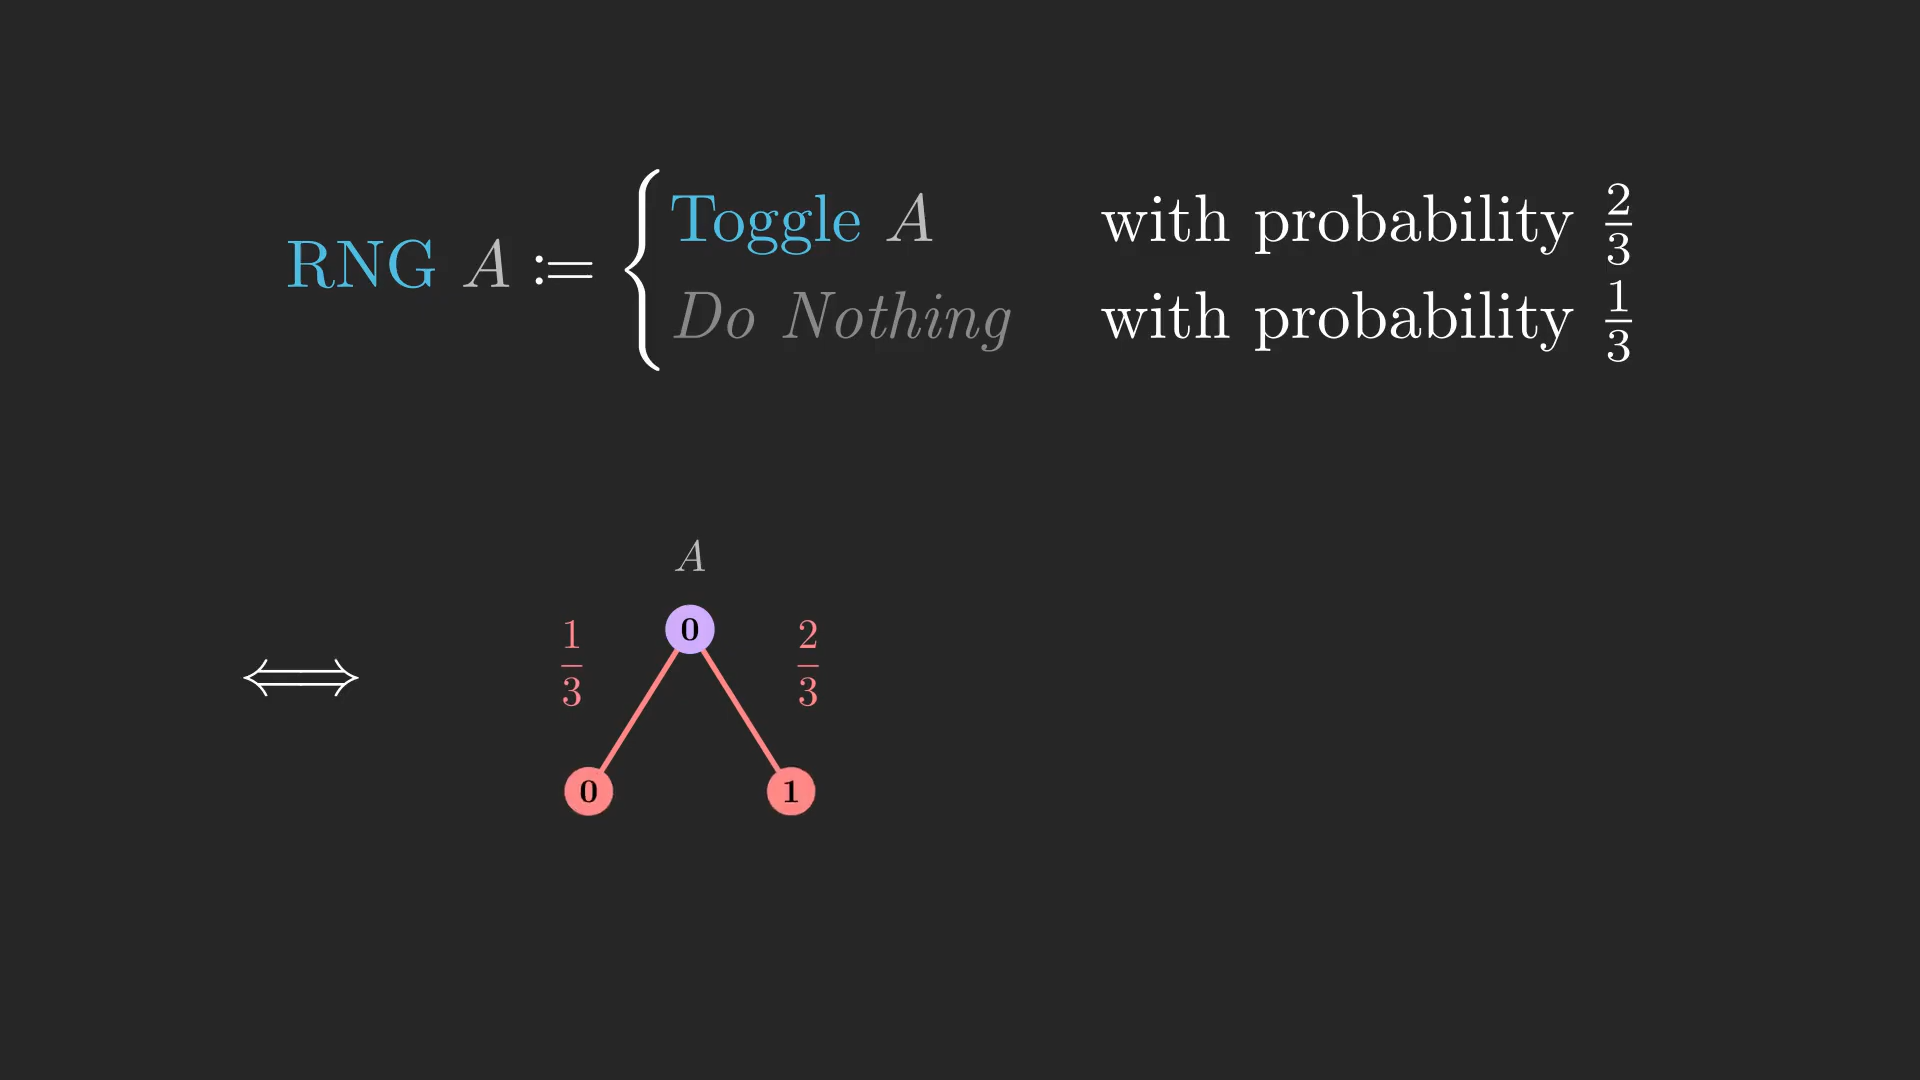 RNG A := { Toggle A with probability 2/3
Do Nothing with probability 1/3
A
1/3 0 2/3
⟺
0 1